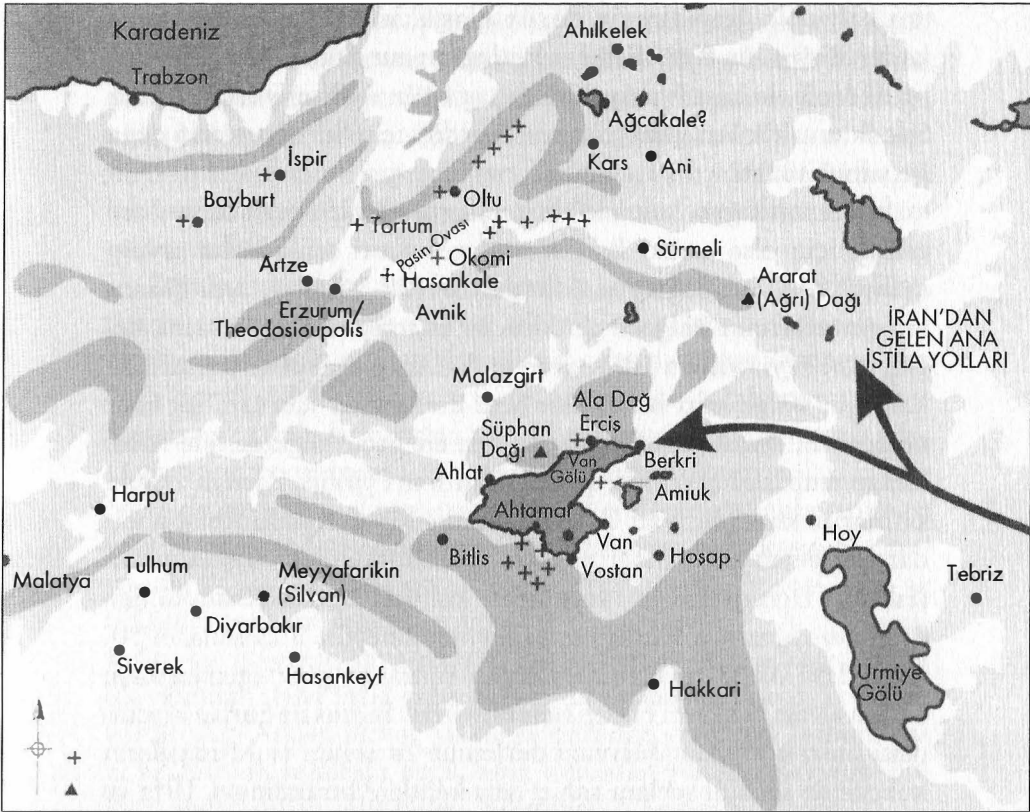 Karadeniz
Trabzon
Ahılkelek
Ağcakale?
Kars
Ani
İspir
Bayburt
Oltu
Tortum
Pasin Ovası
Okomi
Hasankale
Avnik
Artze
Erzurum/
Theodosioupolis
Sürmeli
Ararat
(Ağrı) Dağı
İRAN'DAN
GELEN ANA
İSTİLA YOLLARI
Malazgirt
Ala Dağ
Erciş
Süphan
Dağı
Van
Gölü
Berkri
Ahlat
Amiuk
Harput
Ahtamar
Van
Hoy
Bitlis
Vostan
Hoşap
Malatya
Tulhum
Meyyafarikin
(Silvan)
Tebriz
Diyarbakır
Siverek
Hasankeyf
Hakkari
Urmiye
Gölü